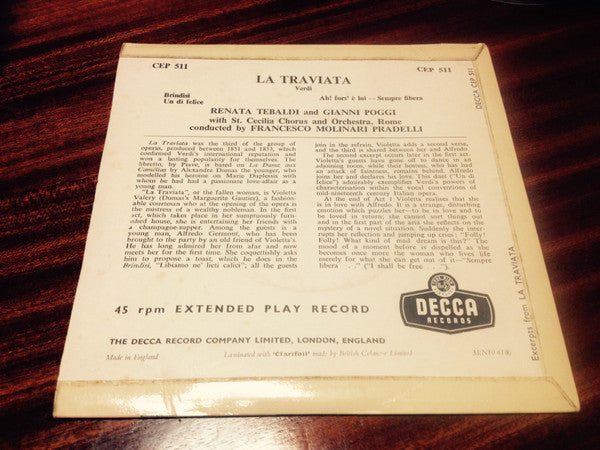 CEP 511
CEP 511
LA TRAVIATA
Verdi
Brindisi
Un dì felice
Ah! fors' è lui — Sempre libera
RENATA TEBALDI and GIANNI POGGI
with St. Cecilia Chorus and Orchestra, Rome
conducted by FRANCESCO MOLINARI PRADELLI
La Traviata was the third of the group of
operas, produced between 1851 and 1853, which
confirmed Verdi's international reputation and
won a lasting popularity for themselves. The
libretto, by Piave, is based on La Dame aux
Camélias by Alexandre Dumas the younger, who
modelled his heroine on Marie Duplessis with
whom he had had a passionate love-affair as a
young man.
"La Traviata", or the fallen woman, is Violetta
Valery (Dumas's Marguerite Gautier), a fashion-
able courtesan who at the opening of the opera is
the mistress of a wealthy nobleman. In the first
act, which takes place in her sumptuously furn-
ished house, she is entertaining her friends with
a champagne-supper. Among the guests is a
young man, Alfredo Germont, who has been
brought to the party by an old friend of Violetta's.
He has long admired her from afar and now
meets her for the first time. She coquettishly asks
him to propose a toast, which he does in the
Brindisi, "Libiamo ne' lieti calici"; all the guests
join in the refrain, Violetta adds a second verse,
and the third is shared between her and Alfredo.
The second excerpt occurs later in the first act
Violetta's guests have gone off to dance in an
adjoining room, while their hostess, who has had
an attack of faintness, remains behind. Alfredo
joins her and declares his love. This duet ("Un dì
felice") admirably exemplifies Verdi's powers of
characterisation within the vocal conventions of
mid-nineteenth century Italian opera.
At the end of Act I Violetta realises that she
is in love with Alfredo. It is a strange, disturbing
emotion which puzzles her—to be in love and to
be loved in return; she cannot sort things out
and in the first part of the aria she reflects on the
mystery of a novel situation. Suddenly she inter-
rupts her reflection and jumping up cries: "Folly!
Folly! What kind of mad dream is this?" The
mood of a moment before is dispelled as she
becomes once more the woman who lives life
merely for what she can get out of it—"Sempre
libera . . ." ("I shall be free . . .")
45 rpm EXTENDED PLAY RECORD
DECCA
RECORDS
THE DECCA RECORD COMPANY LIMITED, LONDON, ENGLAND
Made in England
Laminated with 'Clarifoil' made by British Celanese Limited
DECCA CEP 511
Excerpts from LA TRAVIATA